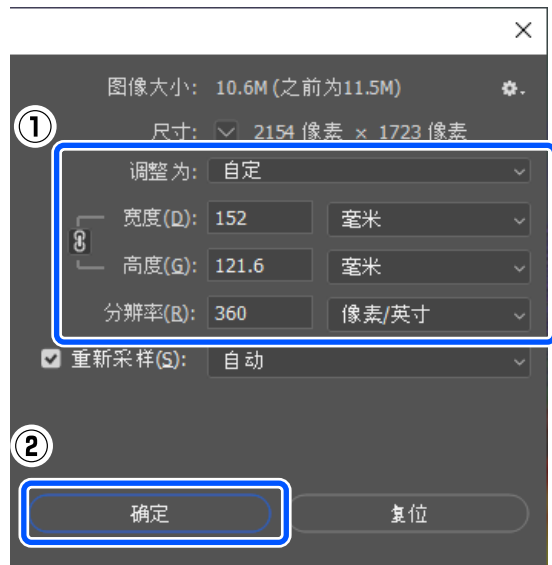 图像大小: 10.6M (之前为11.5M)
①
尺寸: 2154 像素 × 1723 像素
调整为: 自定
宽度(D): 152 毫米
高度(G): 121.6 毫米
分辨率(R): 360 像素/英寸
重新采样(S): 自动
②
确定 复位